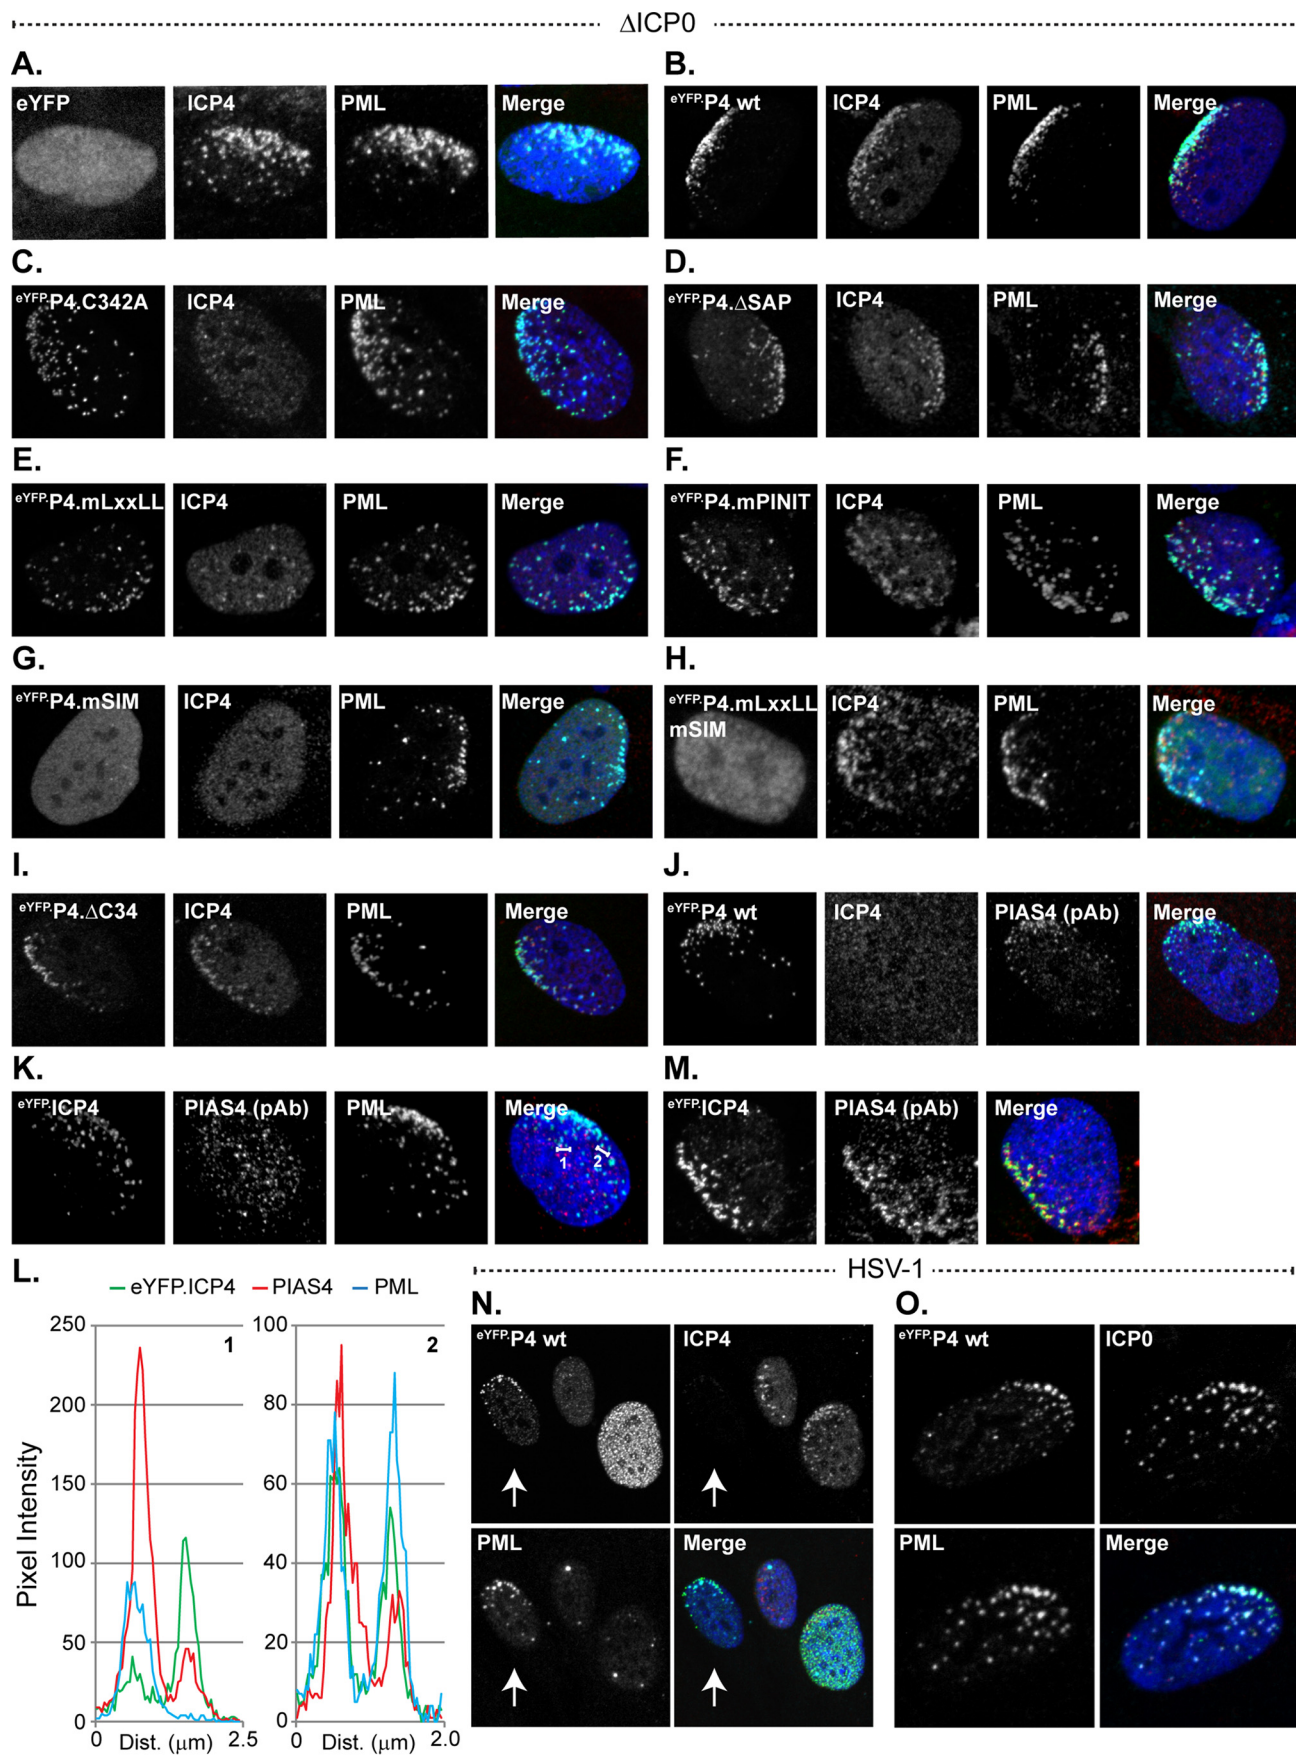 ΔICP0
A.
B.
eYFP ICP4 PML Merge
eYFP.P4 wt ICP4 PML Merge
C.
D.
eYFP.P4.C342A ICP4 PML Merge
eYFP.P4.ΔSAP ICP4 PML Merge
E.
F.
eYFP.P4.mLxxLL ICP4 PML Merge
eYFP.P4.mPINIT ICP4 PML Merge
G.
H.
eYFP.P4.mSIM ICP4 PML Merge
eYFP.P4.mLxxLL ICP4 PML Merge
mSIM
I.
J.
eYFP.P4.ΔC34 ICP4 PML Merge
eYFP.P4 wt ICP4 PIAS4 (pAb) Merge
K.
M.
eYFP.ICP4 PIAS4 (pAb) PML Merge
1 2
eYFP.ICP4 PIAS4 (pAb) Merge
L.
eYFP.ICP4 PIAS4 PML
250 1
200
150
100
50
0
0 2.5
Dist. (μm)
Pixel Intensity
100 2
80
60
40
20
0
0 2.0
Dist. (μm)
HSV-1
N.
O.
eYFP.P4 wt ICP4
PML Merge
eYFP.P4 wt ICP0
PML Merge